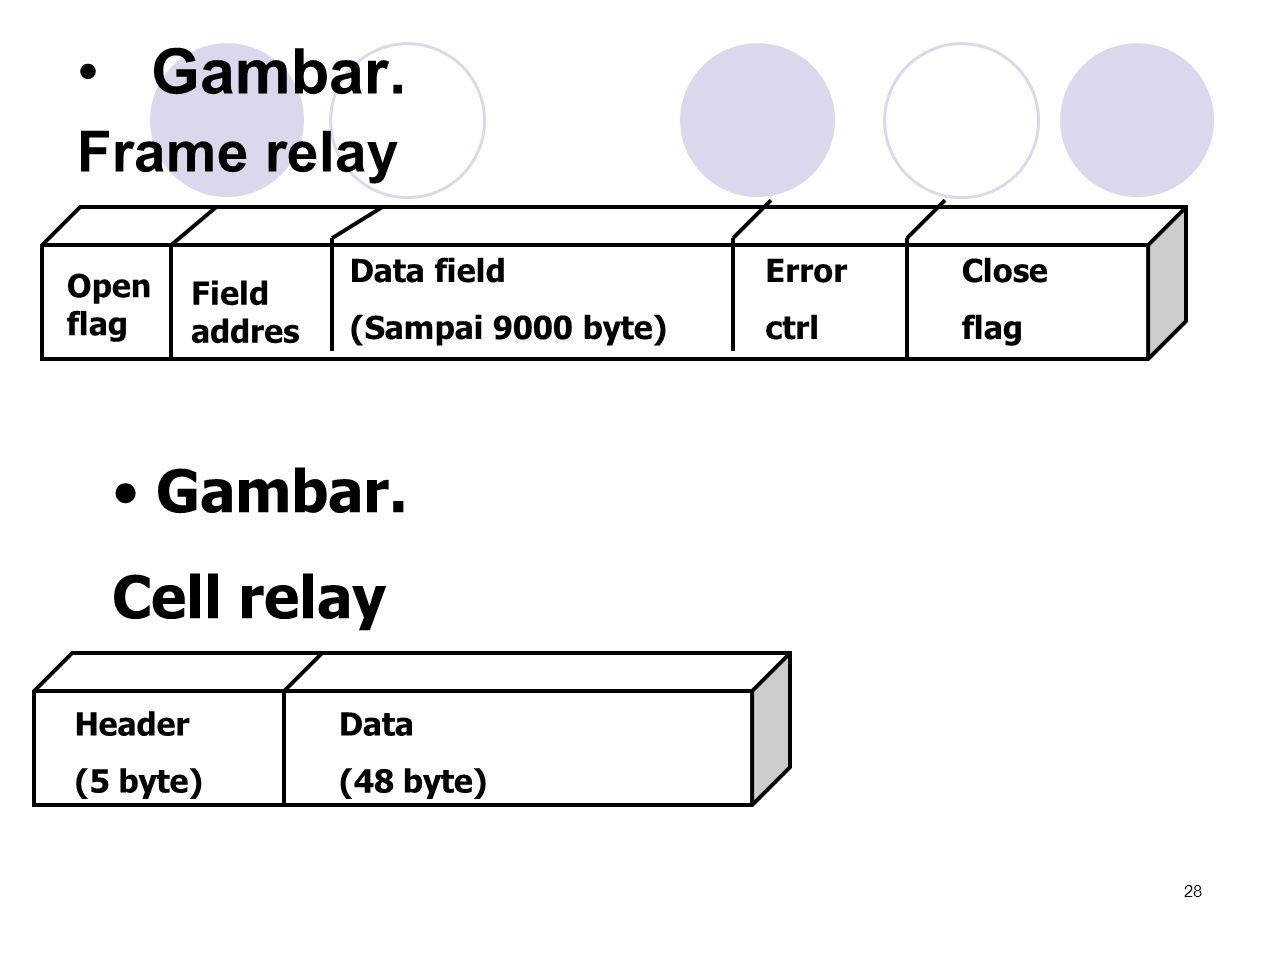 • Gambar.
Frame relay
Open
flag
Field
addres
Data field
(Sampai 9000 byte)
Error
ctrl
Close
flag
• Gambar.
Cell relay
Header
(5 byte)
Data
(48 byte)
28